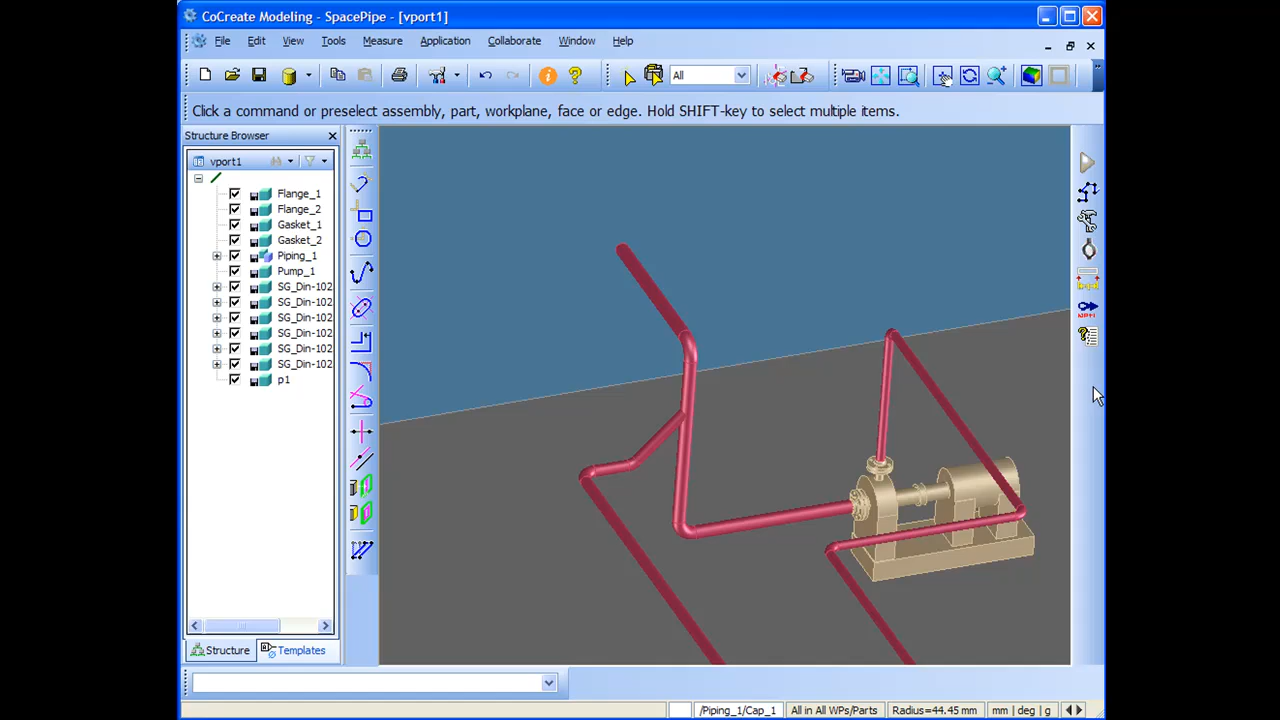 CoCreate Modeling - SpacePipe - [vport1]
File Edit View Tools Measure Application Collaborate Window Help
All
Click a command or preselect assembly, part, workplane, face or edge. Hold SHIFT-key to select multiple items.
Structure Browser
vport1
Flange_1
Flange_2
Gasket_1
Gasket_2
Piping_1
Pump_1
SG_Din-102
SG_Din-102
SG_Din-102
SG_Din-102
SG_Din-102
SG_Din-102
p1
Structure Templates
/Piping_1/Cap_1 All in All WPs/Parts Radius=44.45 mm mm | deg | g